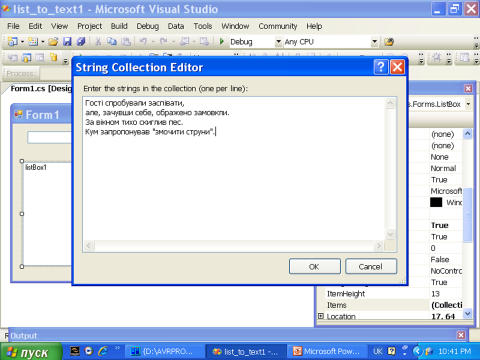 list_to_text1 - Microsoft Visual Studio
File Edit View Project Build Debug Data Tools Window Community Help
Debug Any CPU
Process:
Form1.cs [Desig
String Collection Editor
s.Forms.ListBox
Form1
Enter the strings in the collection (one per line):
Гості спробували заспівати,
але, зачувши себе, ображено замовкли.
За вікном тихо скиглив пес.
Кум запропонував "змочити струни".
listBox1
(none)
(none)
None
Normal
True
Microsoft
Wind
True
True
0
False
NoContro
ItemHeight 13
Items (Collecti
Location 17, 64
OK Cancel
Output
пуск
{D:\AVRPRO...
list_to_text1 - ...
Microsoft Pow...
UK
10:41 PM